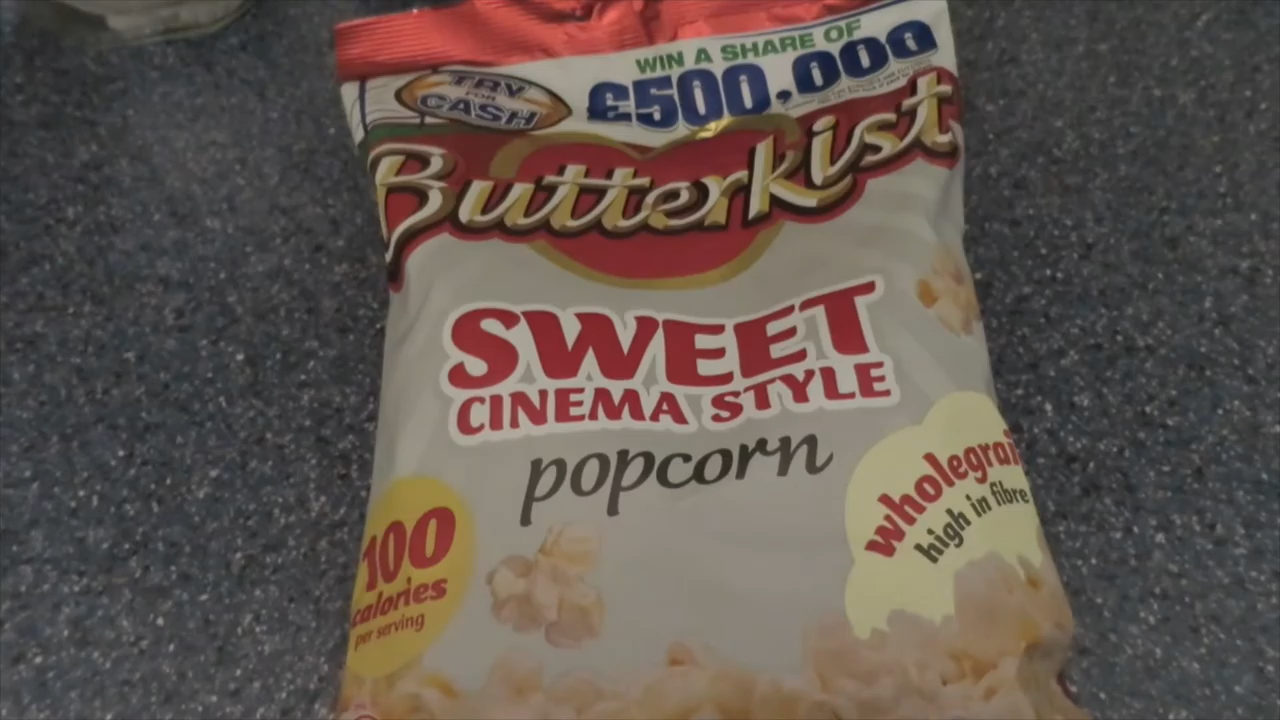 WIN A SHARE OF
£500,000
TRY
FOR
CASH
Butterkist
SWEET
CINEMA STYLE
popcorn
wholegrai
high in fibre
100
calories
per serving